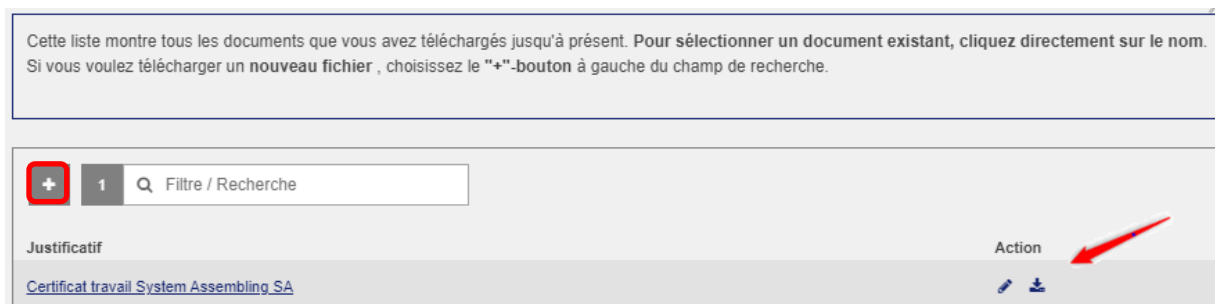 Cette liste montre tous les documents que vous avez téléchargés jusqu'à présent. Pour sélectionner un document existant, cliquez directement sur le nom.
Si vous voulez télécharger un nouveau fichier , choisissez le "+"-bouton à gauche du champ de recherche.
+ 1 Filtre / Recherche
Justificatif Action
Certificat travail System Assembling SA